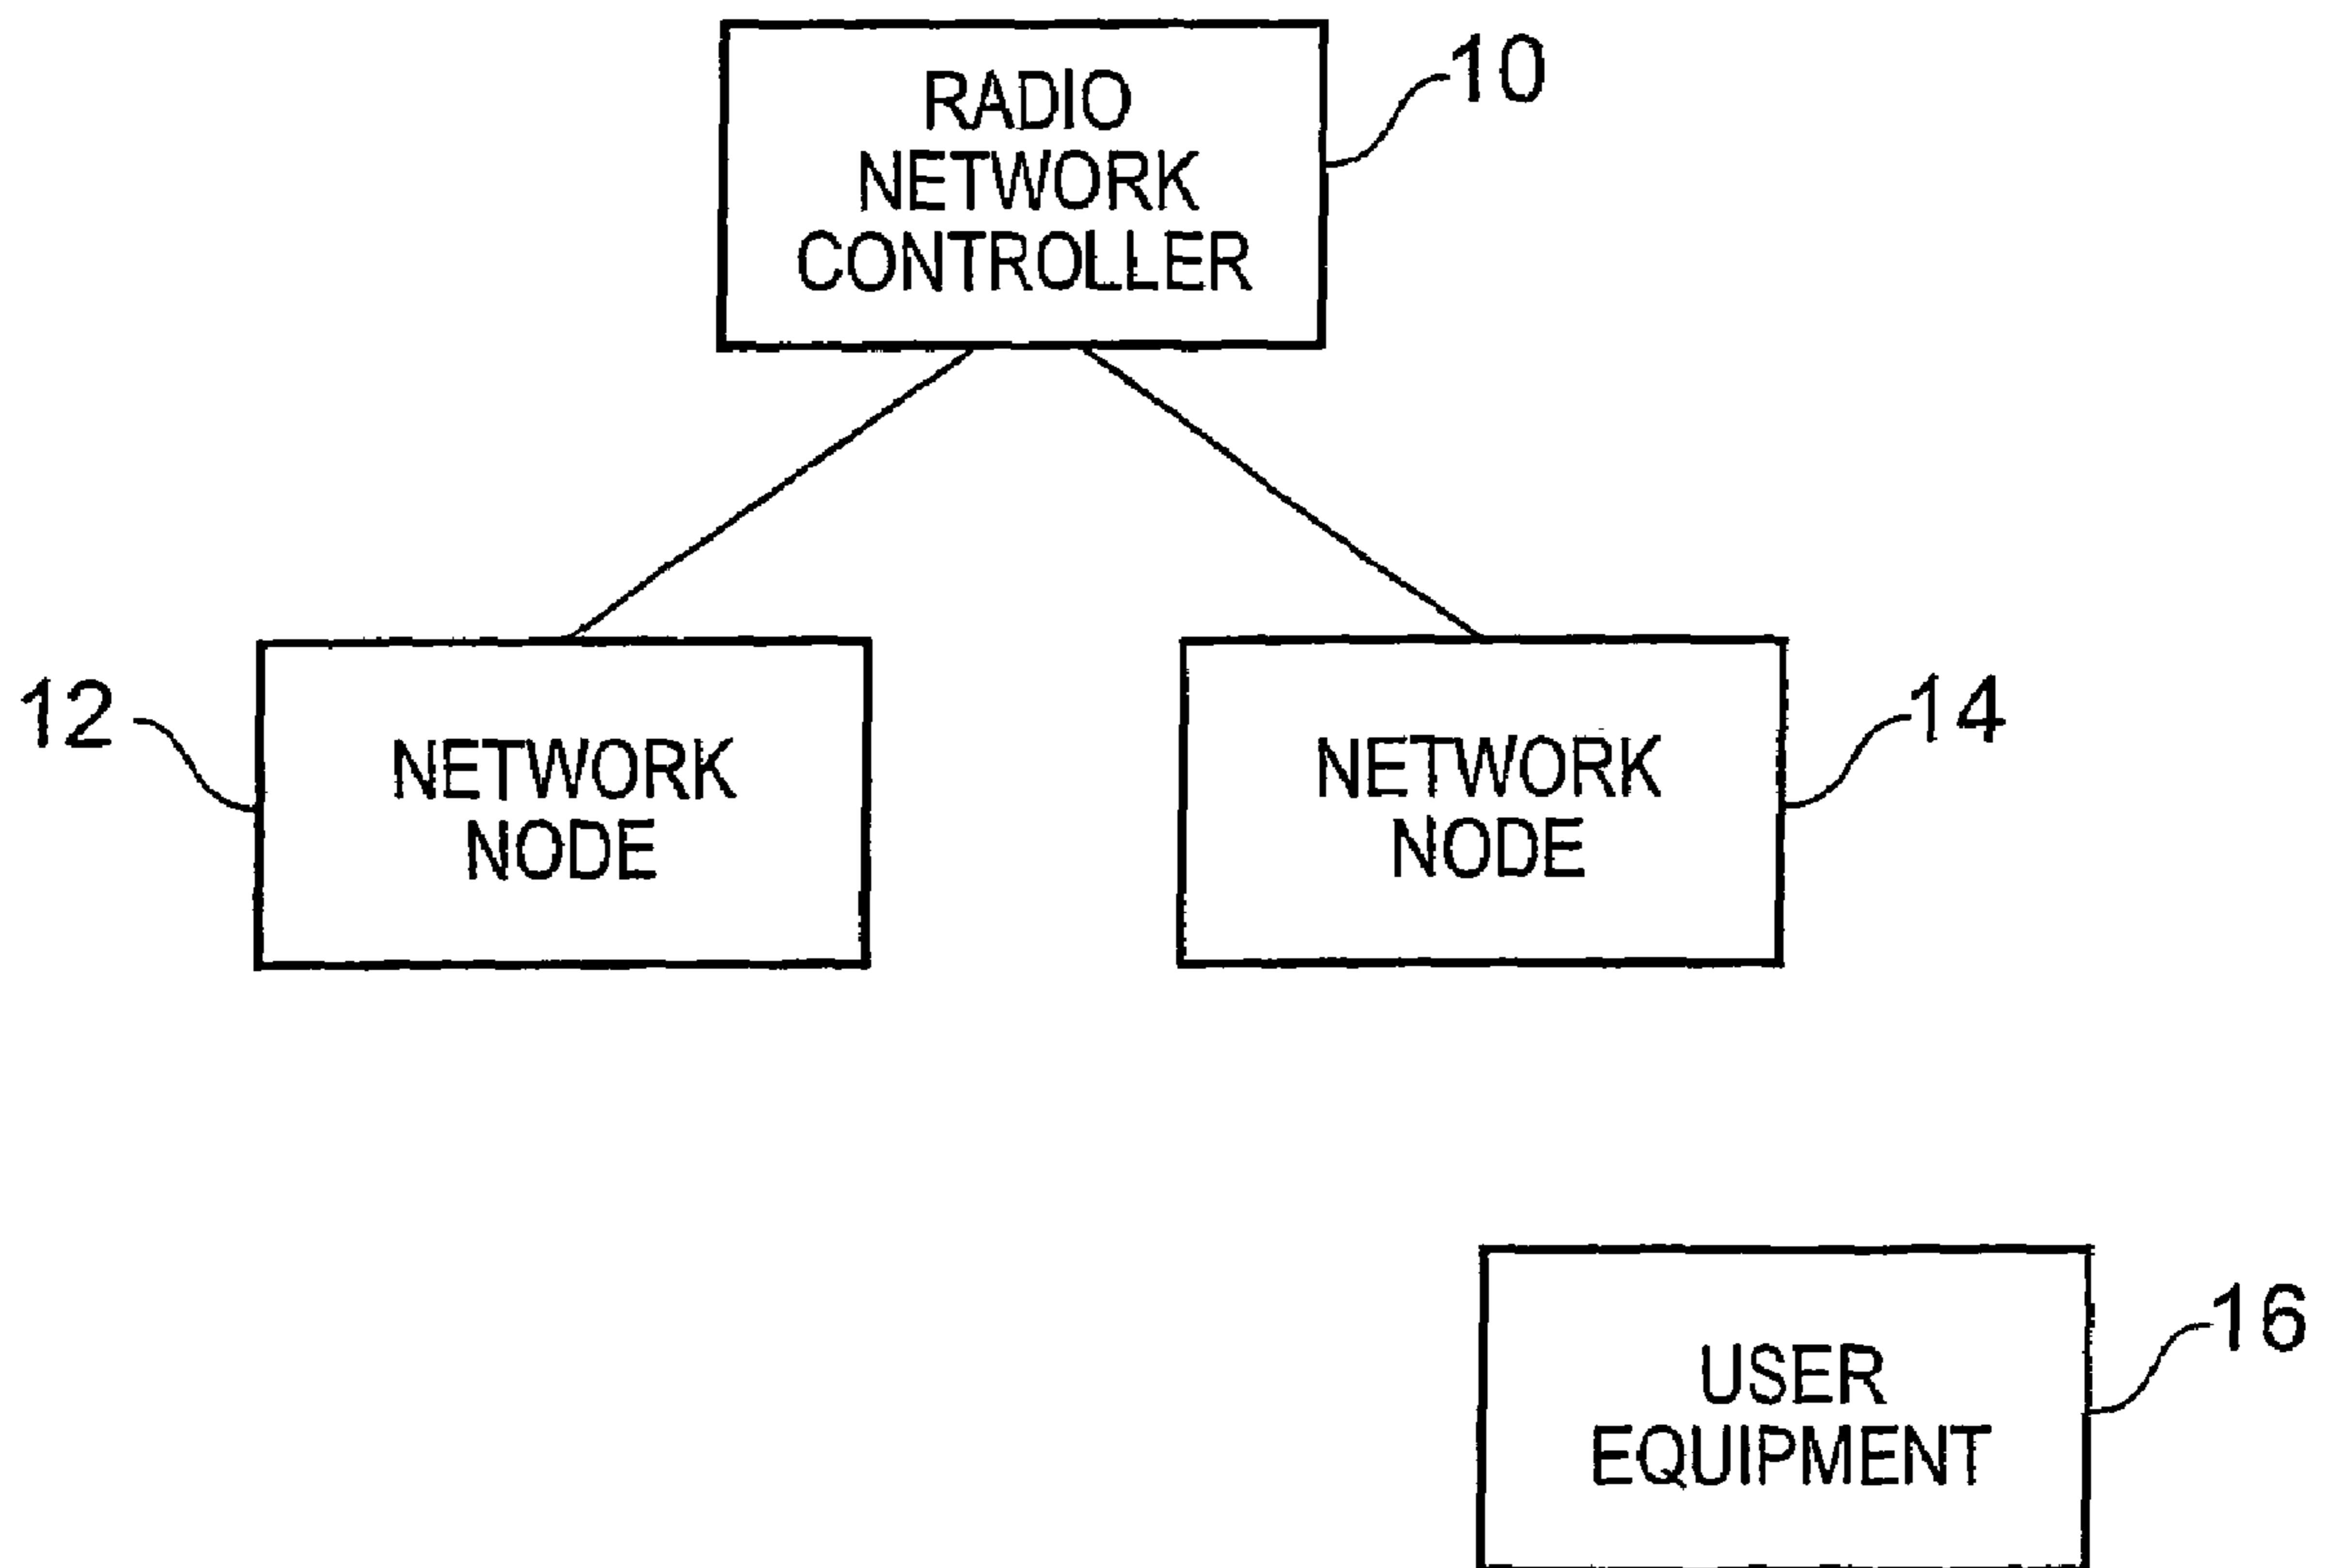 RADIO
NETWORK
CONTROLLER
10
12
NETWORK
NODE
NETWORK
NODE
14
USER
EQUIPMENT
16